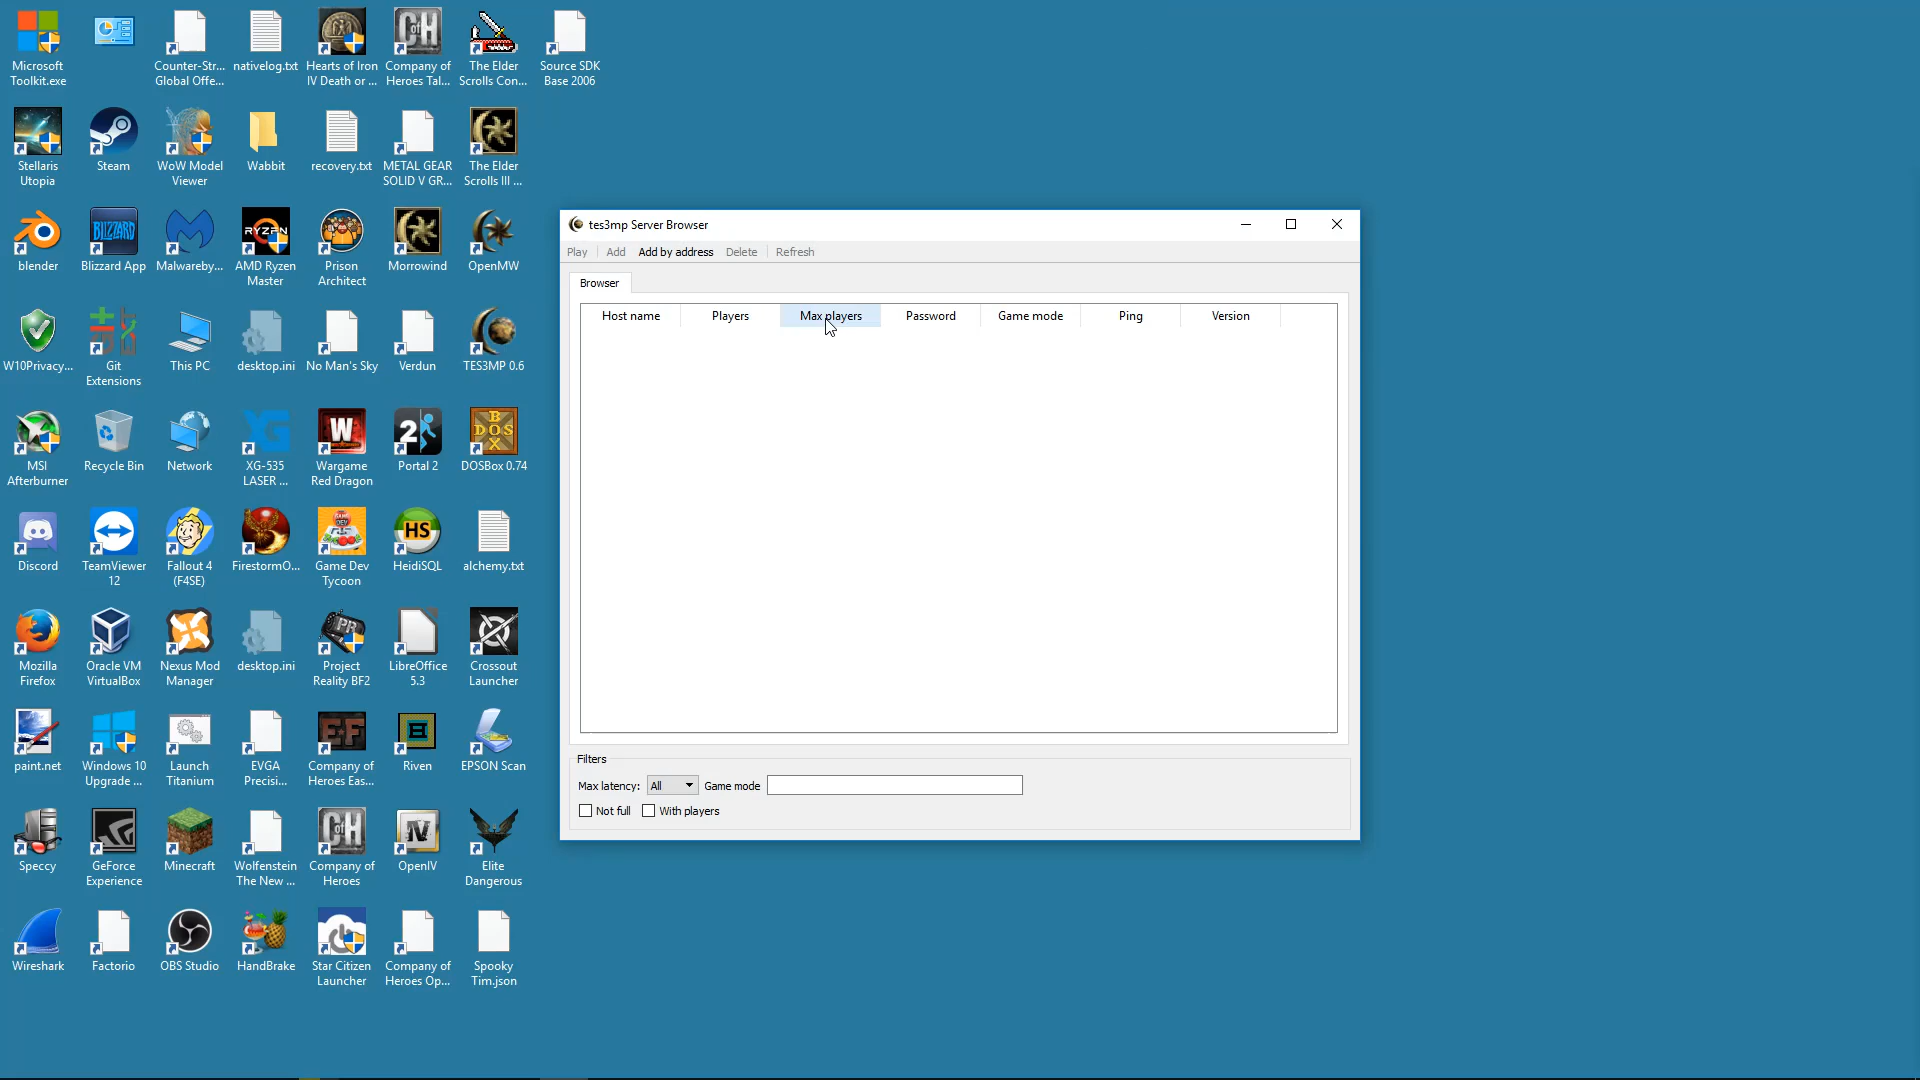 Microsoft
Toolkit.exe
Counter-Str...
Global Offe...
nativelog.txt
Hearts of Iron
IV Death or ...
Company of
Heroes Tal...
The Elder
Scrolls Con...
Source SDK
Base 2006
Stellaris
Utopia
Steam
WoW Model
Viewer
Wabbit
recovery.txt
METAL GEAR
SOLID V GR...
The Elder
Scrolls III ...
blender
Blizzard App
Malwareby...
AMD Ryzen
Master
Prison
Architect
Morrowind
OpenMW
W10Privacy...
Git
Extensions
This PC
desktop.ini
No Man's Sky
Verdun
TES3MP 0.6
MSI
Afterburner
Recycle Bin
Network
XG-535
LASER ...
Wargame
Red Dragon
Portal 2
DOSBox 0.74
Discord
TeamViewer
12
Fallout 4
(F4SE)
FirestormO...
Game Dev
Tycoon
HeidiSQL
alchemy.txt
Mozilla
Firefox
Oracle VM
VirtualBox
Nexus Mod
Manager
desktop.ini
Project
Reality BF2
LibreOffice
5.3
Crossout
Launcher
paint.net
Windows 10
Upgrade ...
Launch
Titanium
EVGA
Precisi...
Company of
Heroes Eas...
Riven
EPSON Scan
Speccy
GeForce
Experience
Minecraft
Wolfenstein
The New ...
Company of
Heroes
OpenIV
Elite
Dangerous
Wireshark
Factorio
OBS Studio
HandBrake
Star Citizen
Launcher
Company of
Heroes Op...
Spooky
Tim.json
tes3mp Server Browser
Play Add Add by address Delete Refresh
Browser
Host name Players Max players Password Game mode Ping Version
Filters
Max latency: All Game mode
Not full With players